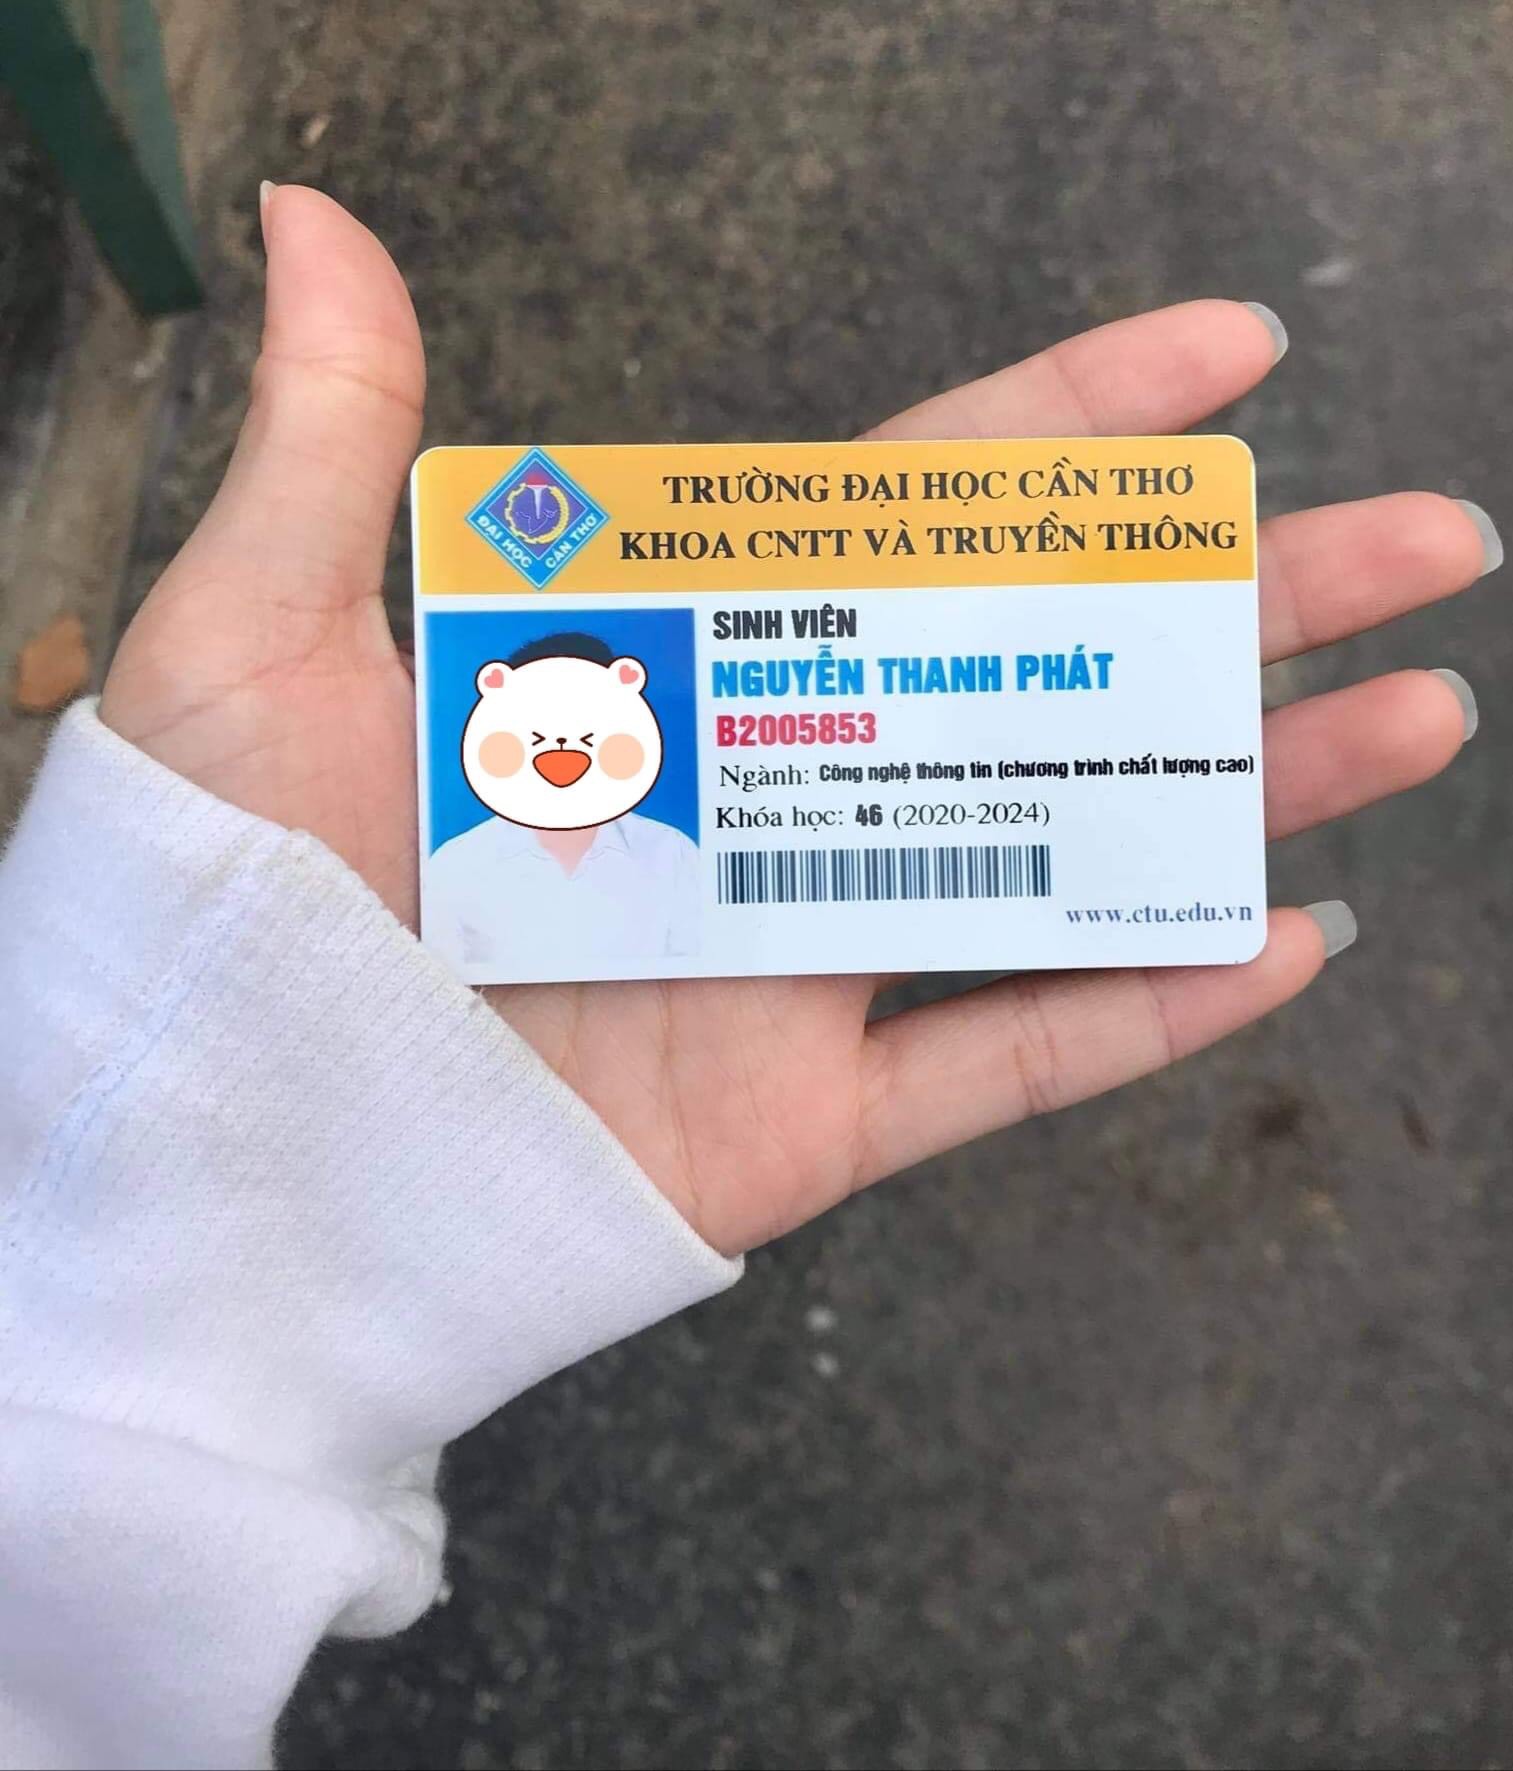 TRƯỜNG ĐẠI HỌC CẦN THƠ
KHOA CNTT VÀ TRUYỀN THÔNG
ĐẠI HỌC CẦN THƠ
SINH VIÊN
NGUYỄN THANH PHÁT
B2005853
Ngành: Công nghệ thông tin (chương trình chất lượng cao)
Khóa học: 46 (2020-2024)
www.ctu.edu.vn